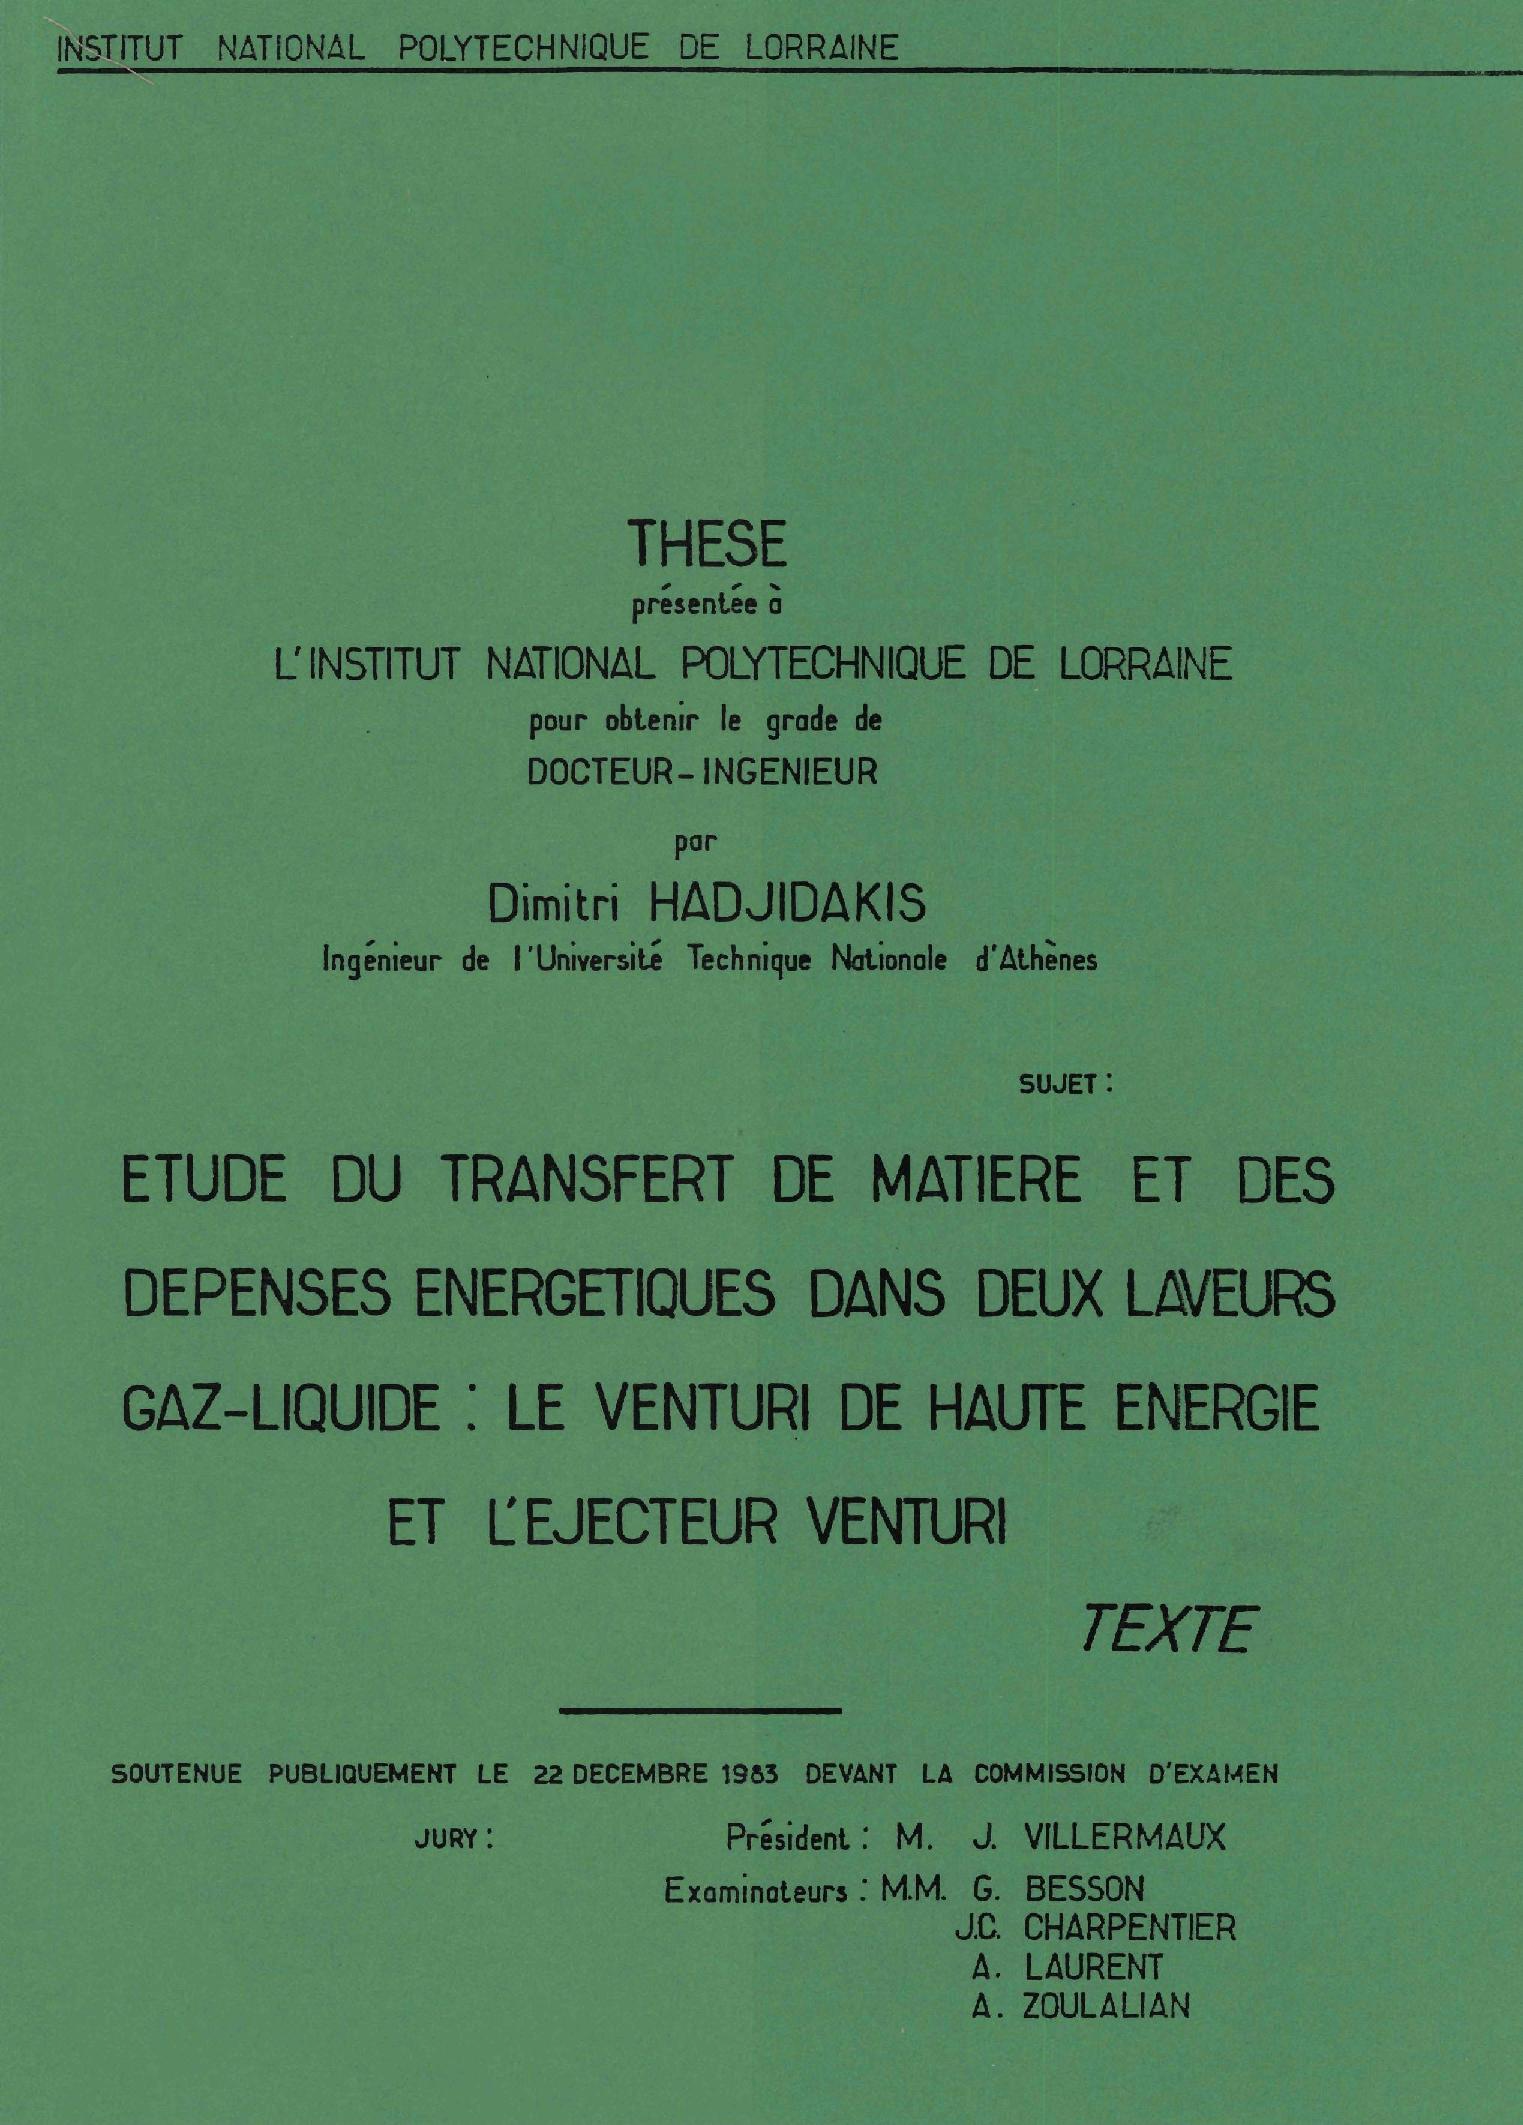 INSTITUT NATIONAL POLYTECHNIQUE DE LORRAINE
THESE
présentée à
L'INSTITUT NATIONAL POLYTECHNIQUE DE LORRAINE
pour obtenir le grade de
DOCTEUR-INGENIEUR
par
Dimitri HADJIDAKIS
Ingénieur de l'Université Technique Nationale d'Athènes
SUJET :
ETUDE DU TRANSFERT DE MATIERE ET DES
DEPENSES ENERGETIQUES DANS DEUX LAVEURS
GAZ-LIQUIDE : LE VENTURI DE HAUTE ENERGIE
ET L'EJECTEUR VENTURI
TEXTE
SOUTENUE PUBLIQUEMENT LE 22 DECEMBRE 1983 DEVANT LA COMMISSION D'EXAMEN
JURY : Président : M. J. VILLERMAUX
Examinateurs : M.M. G. BESSON
J.C. CHARPENTIER
A. LAURENT
A. ZOULALIAN